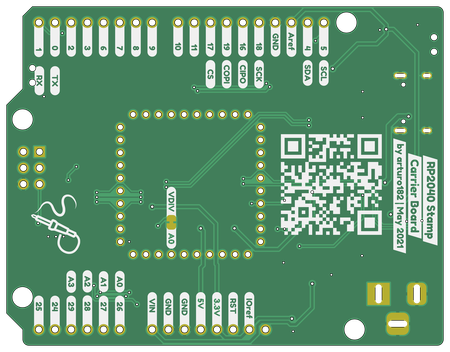 1 0 2 3 6 7 8 9 10 11 17 19 16 18 GND Aref 4 5
RX TX CS COPI CIPO SCK SDA SCL
RP2040 Stamp
Carrier Board
by arturo182 | May 2021
VDIV
A0
A3 A2 A1 A0
25 24 29 28 27 26 VIN GND GND 5V 3.3V RST IOref